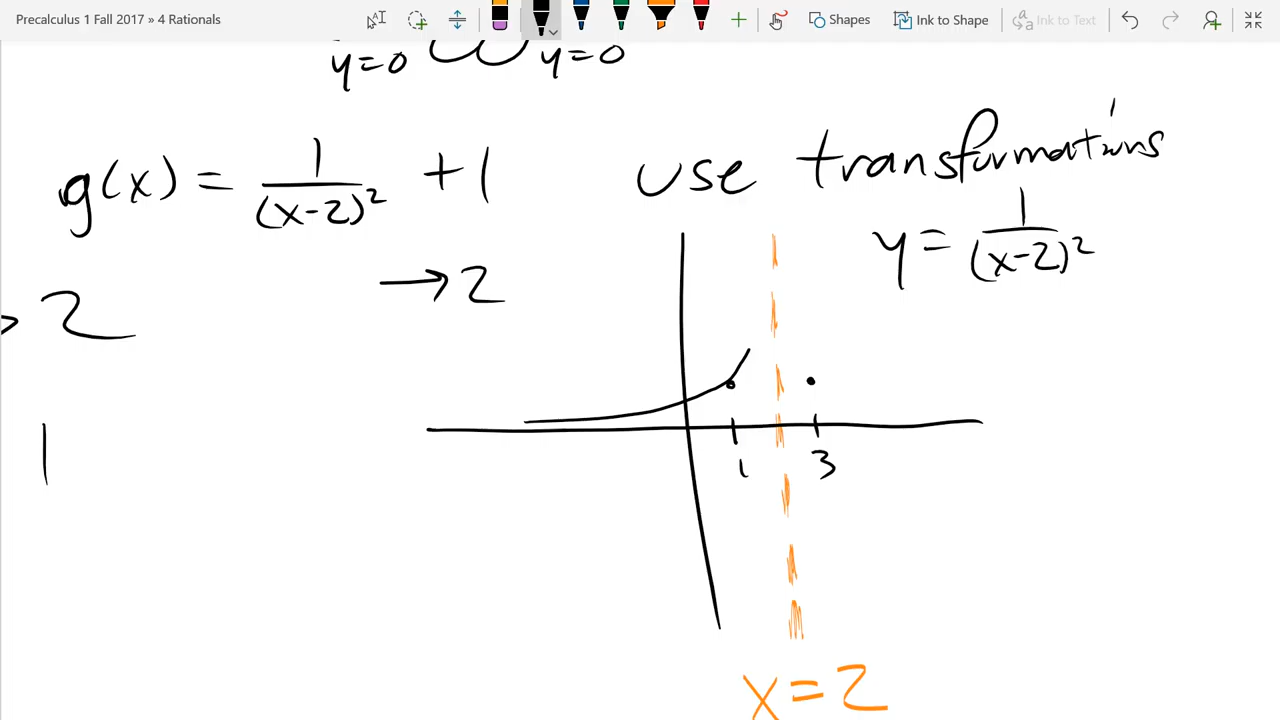 Precalculus 1 Fall 2017 » 4 Rationals
Shapes
Ink to Shape
Ink to Text
y=0 y=0
g(x) = 1/(x-2)² + 1
use transformations
y = 1/(x-2)²
→ 2
2
1
1 3
x=2